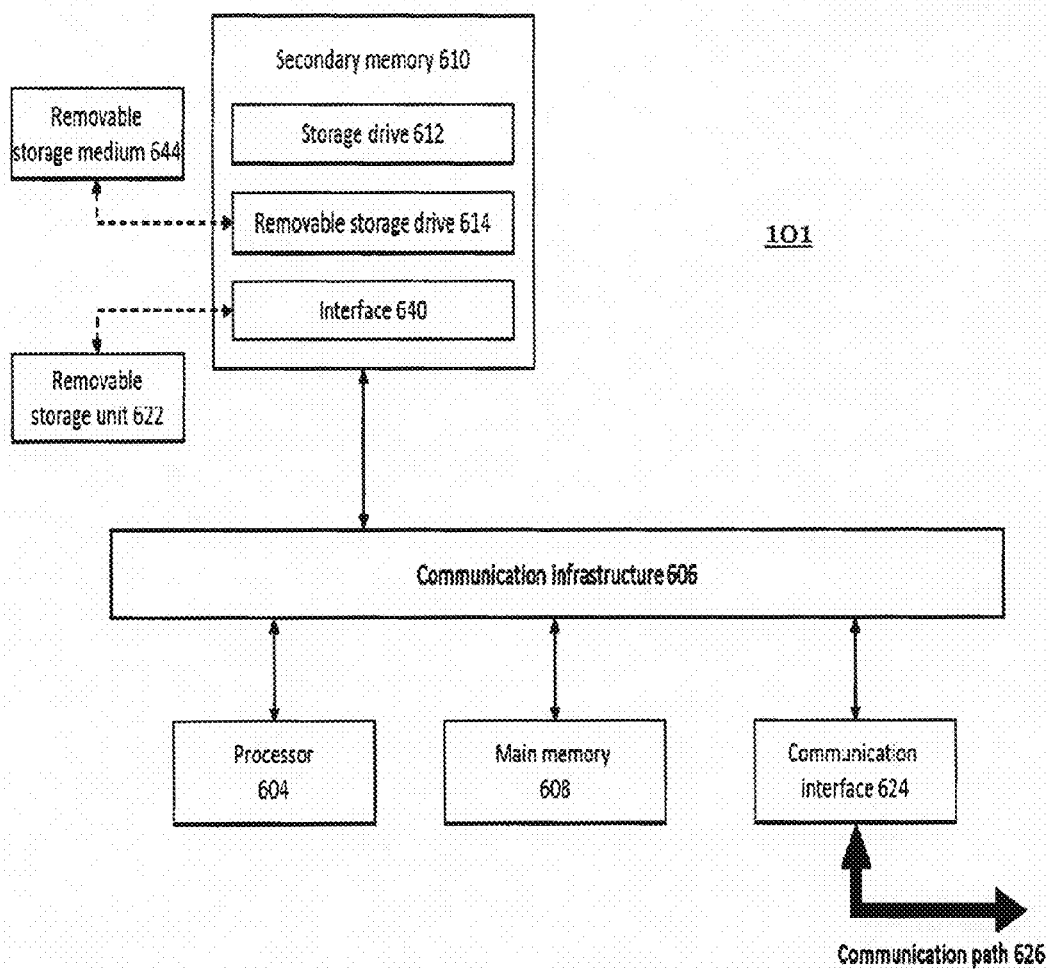 Secondary memory 610
Storage drive 612
Removable storage drive 614
Interface 640
Removable
storage medium 644
Removable
storage unit 622
101
Communication infrastructure 606
Processor
604
Main memory
608
Communication
interface 624
Communication path 626